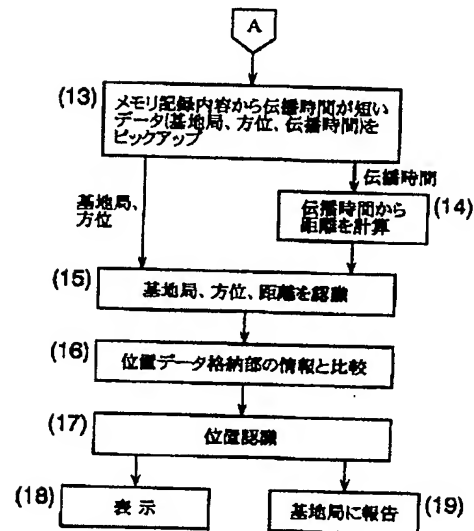 A
(13)
メモリ記録内容から伝播時間が短い
データ(基地局、方位、伝播時間)を
ピックアップ
伝播時間
基地局、
方位
(14)
伝播時間から
距離を計算
(15)
基地局、方位、距離を認識
(16)
位置データ格納部の情報と比較
(17)
位置認識
(18)
表示
(19)
基地局に報告